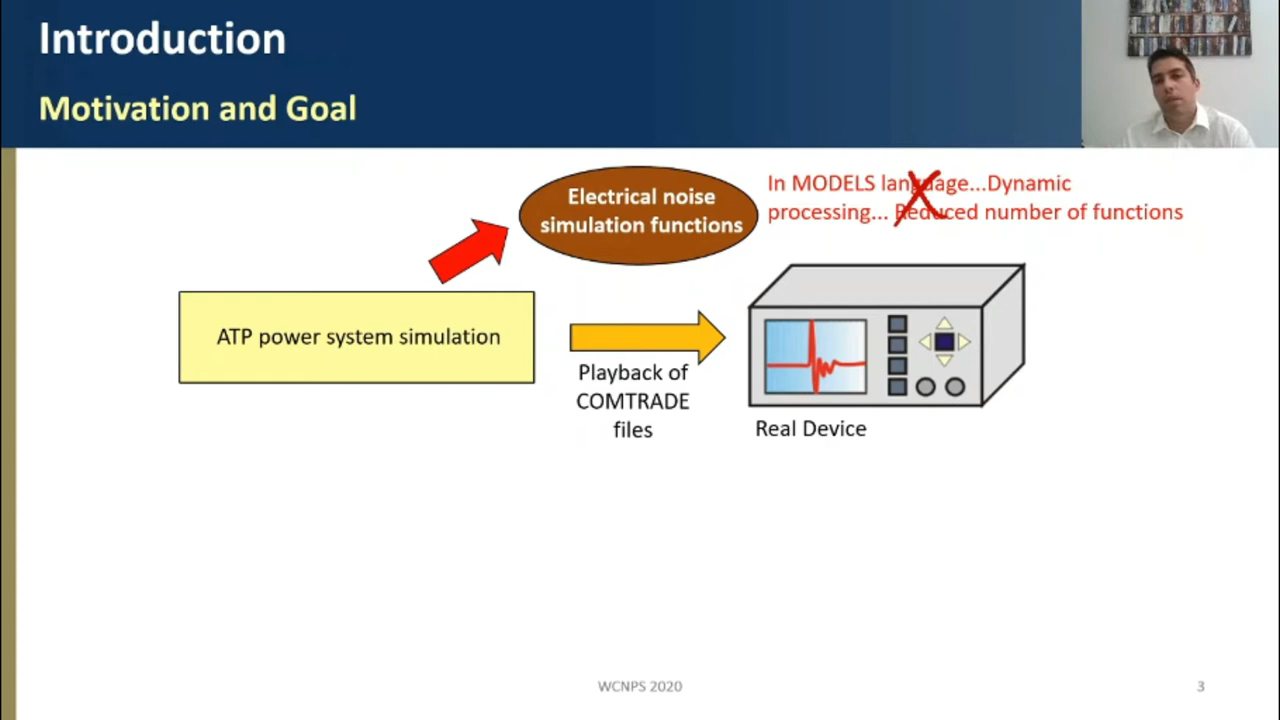 Introduction
Motivation and Goal
Electrical noise
simulation functions
In MODELS language...Dynamic
processing... Reduced number of functions
ATP power system simulation
Playback of
COMTRADE
files
Real Device
WCNPS 2020
3